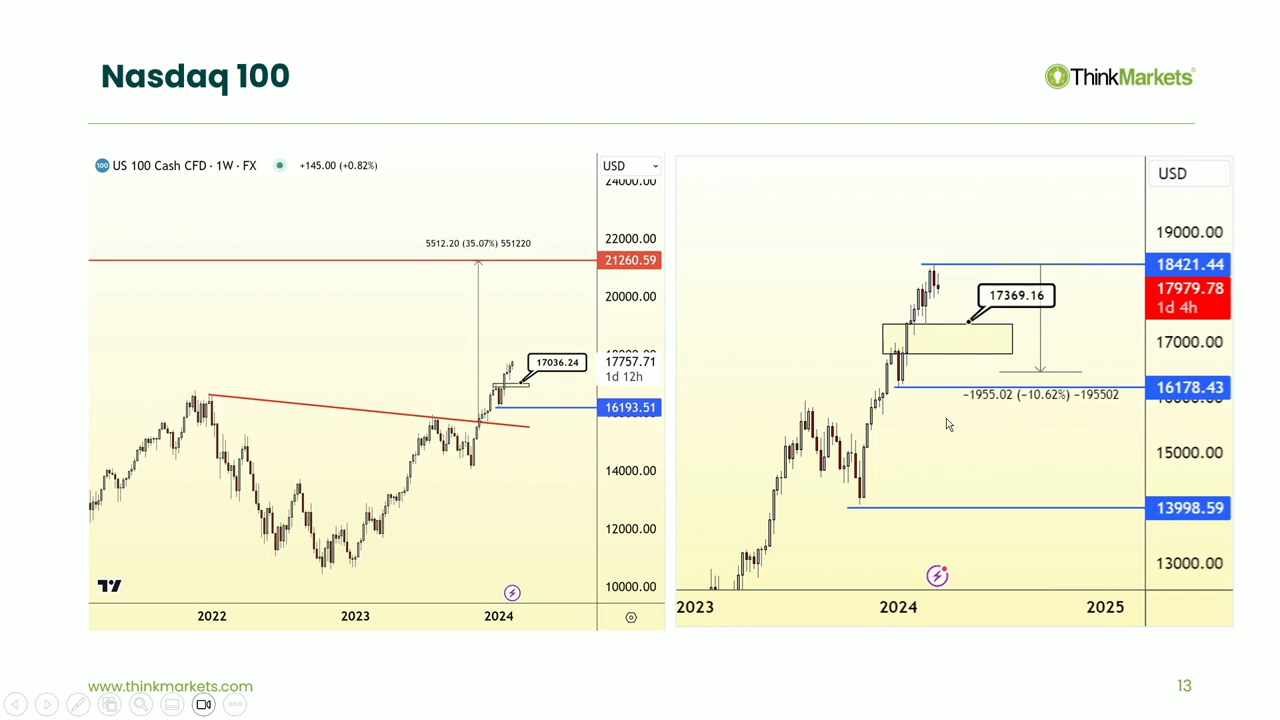 Nasdaq 100
ThinkMarkets®
100 US 100 Cash CFD · 1W · FX +145.00 (+0.82%)
USD
24000.00
22000.00
5512.20 (35.07%) 551220
21260.59
20000.00
17757.71
1d 12h
17036.24
16193.51
14000.00
12000.00
10000.00
2022 2023 2024
USD
19000.00
18421.44
17979.78
1d 4h
17369.16
17000.00
16178.43
−1955.02 (−10.62%) −195502
16000.00
15000.00
13998.59
13000.00
2023 2024 2025
www.thinkmarkets.com
13